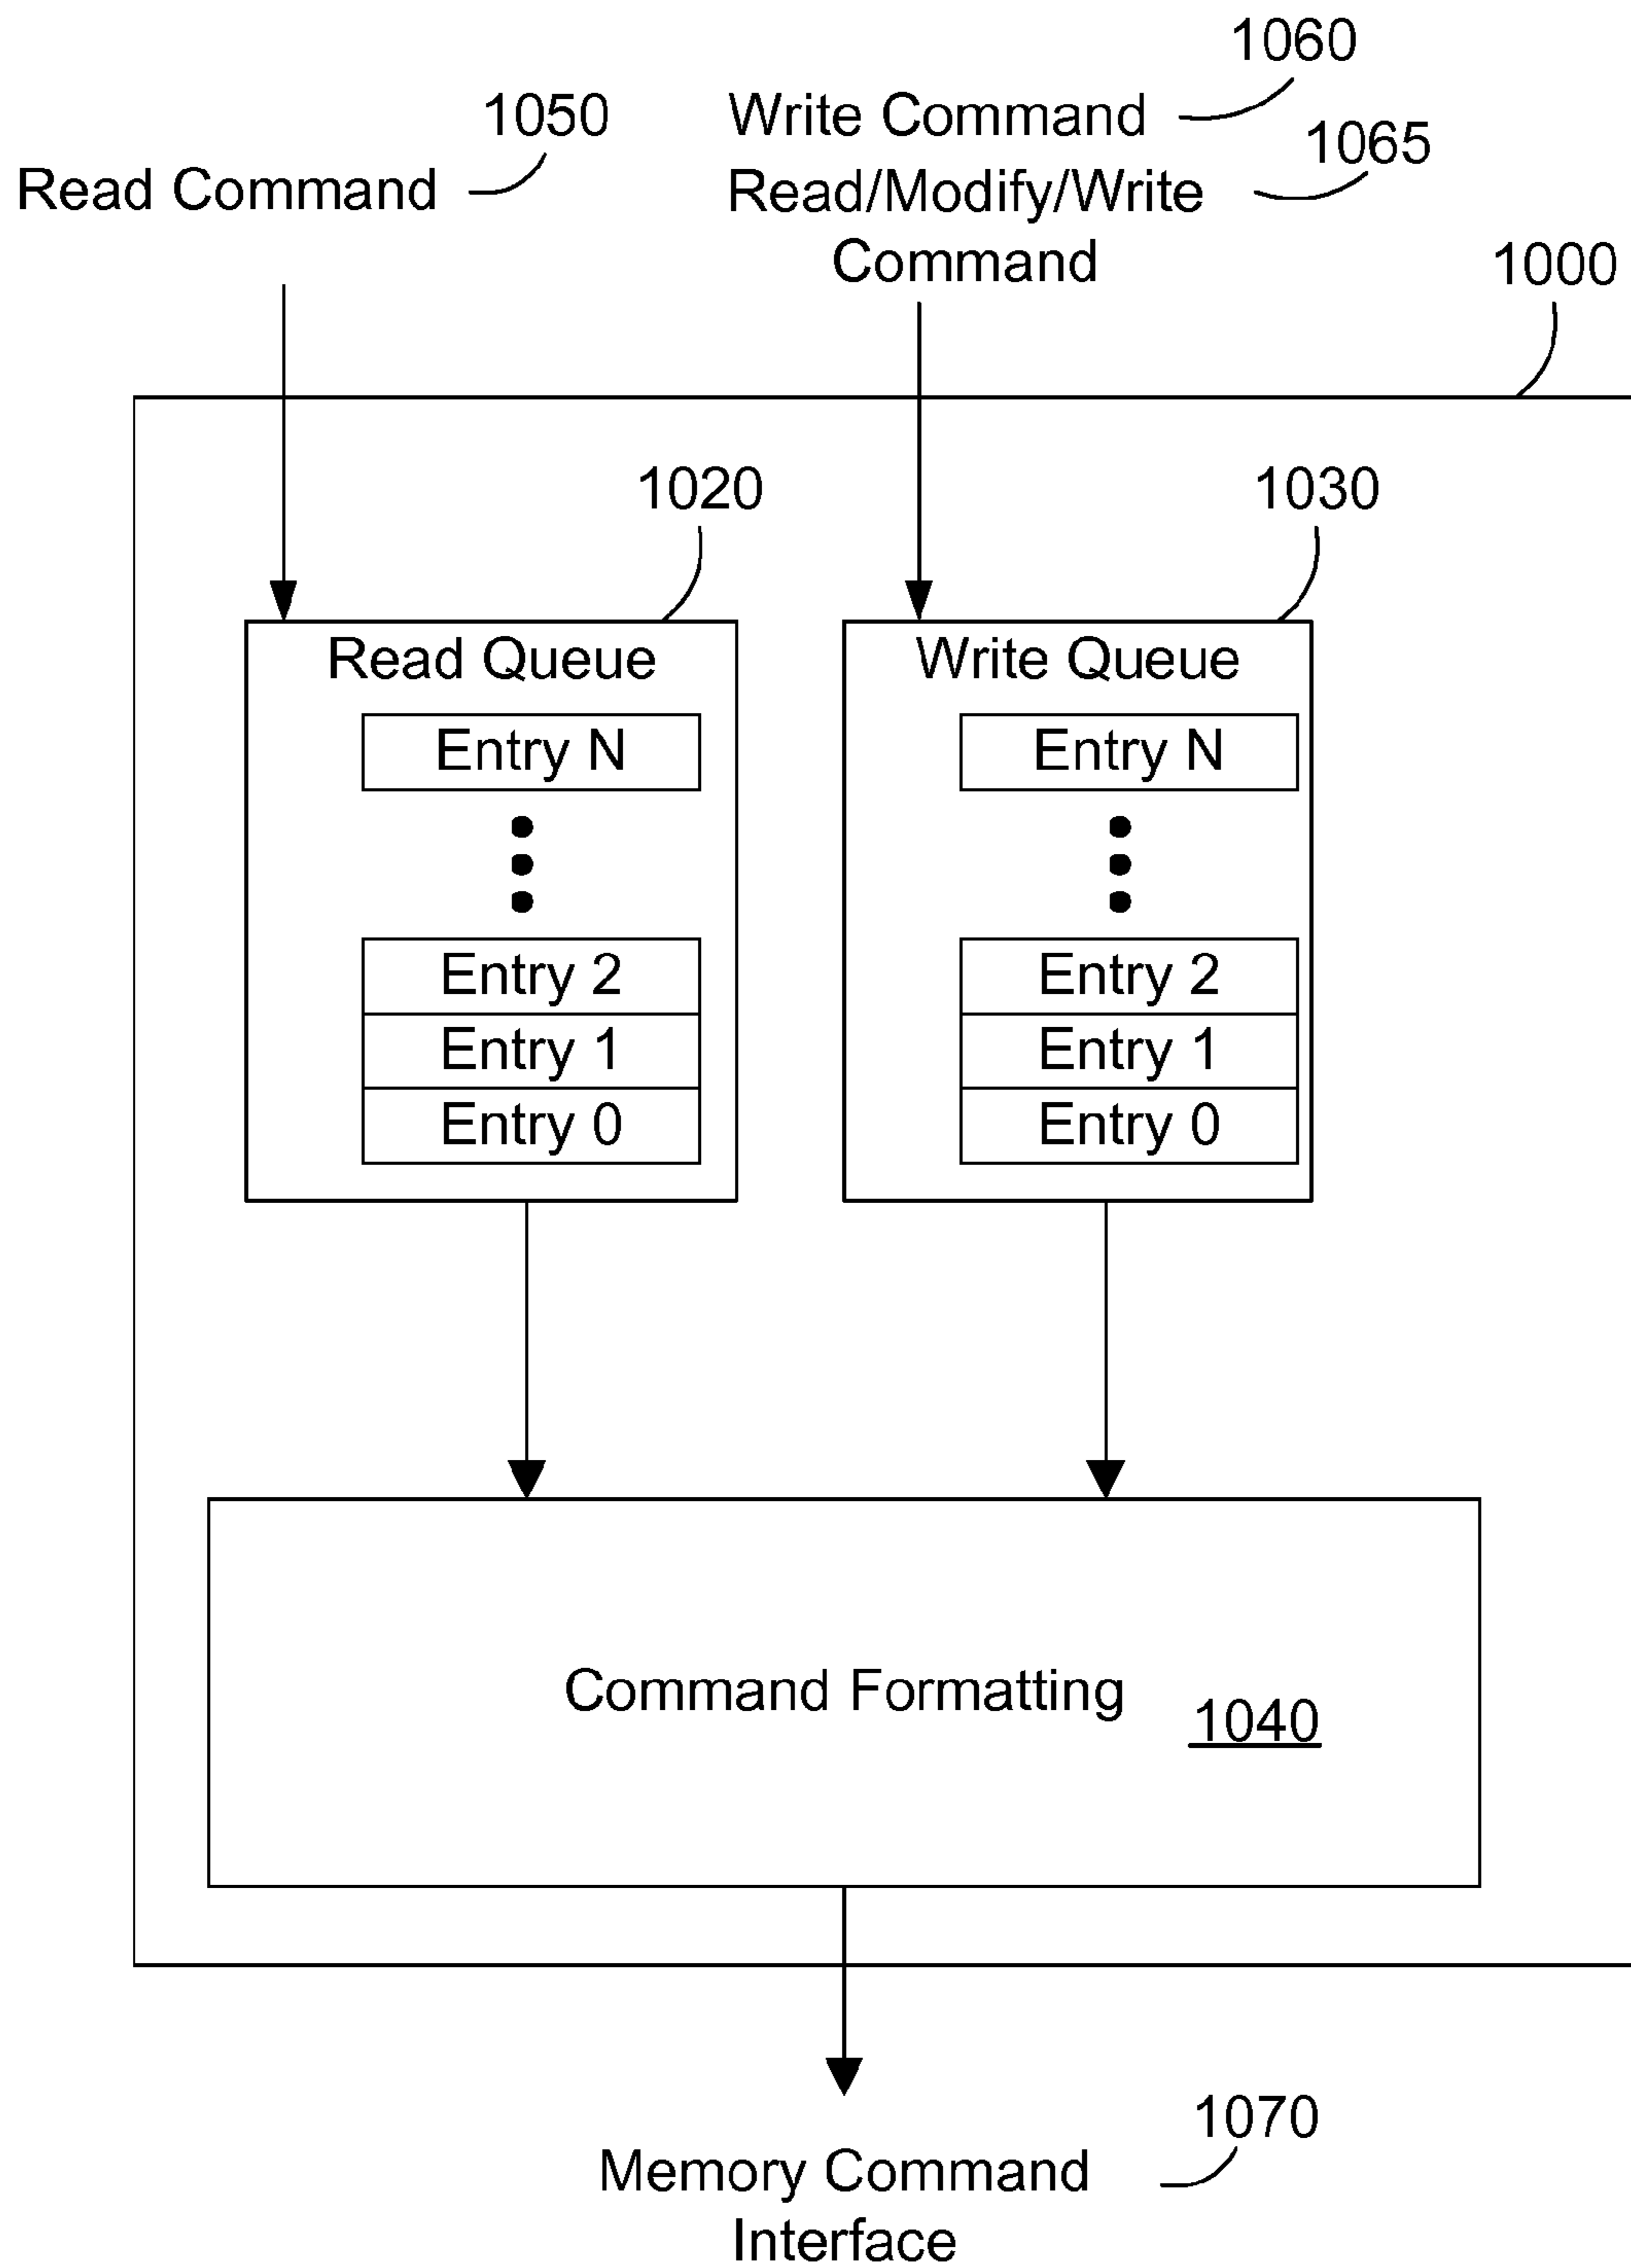 1060
1050
Write Command
1065
Read Command
Read/Modify/Write
Command
1000
1020
1030
Read Queue
Entry N
Entry 2
Entry 1
Entry 0
Write Queue
Entry N
Entry 2
Entry 1
Entry 0
Command Formatting
1040
1070
Memory Command
Interface